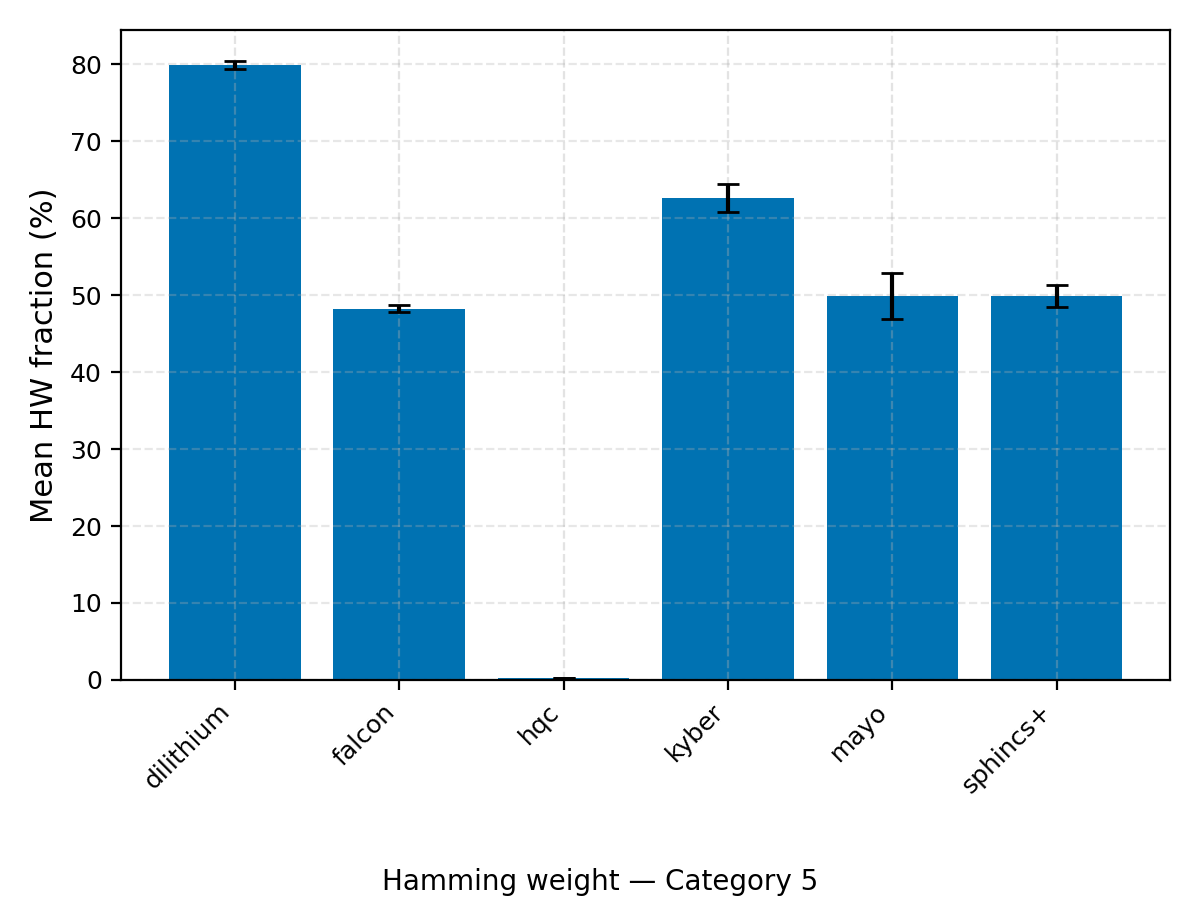 Mean HW fraction (%)
80
70
60
50
40
30
20
10
0
dilithium
falcon
hqc
kyber
mayo
sphincs+
Hamming weight — Category 5